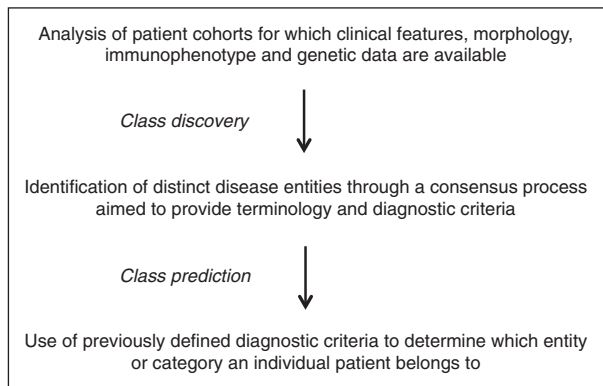 Analysis of patient cohorts for which clinical features, morphology,
immunophenotype and genetic data are available
Class discovery
Identification of distinct disease entities through a consensus process
aimed to provide terminology and diagnostic criteria
Class prediction
Use of previously defined diagnostic criteria to determine which entity
or category an individual patient belongs to